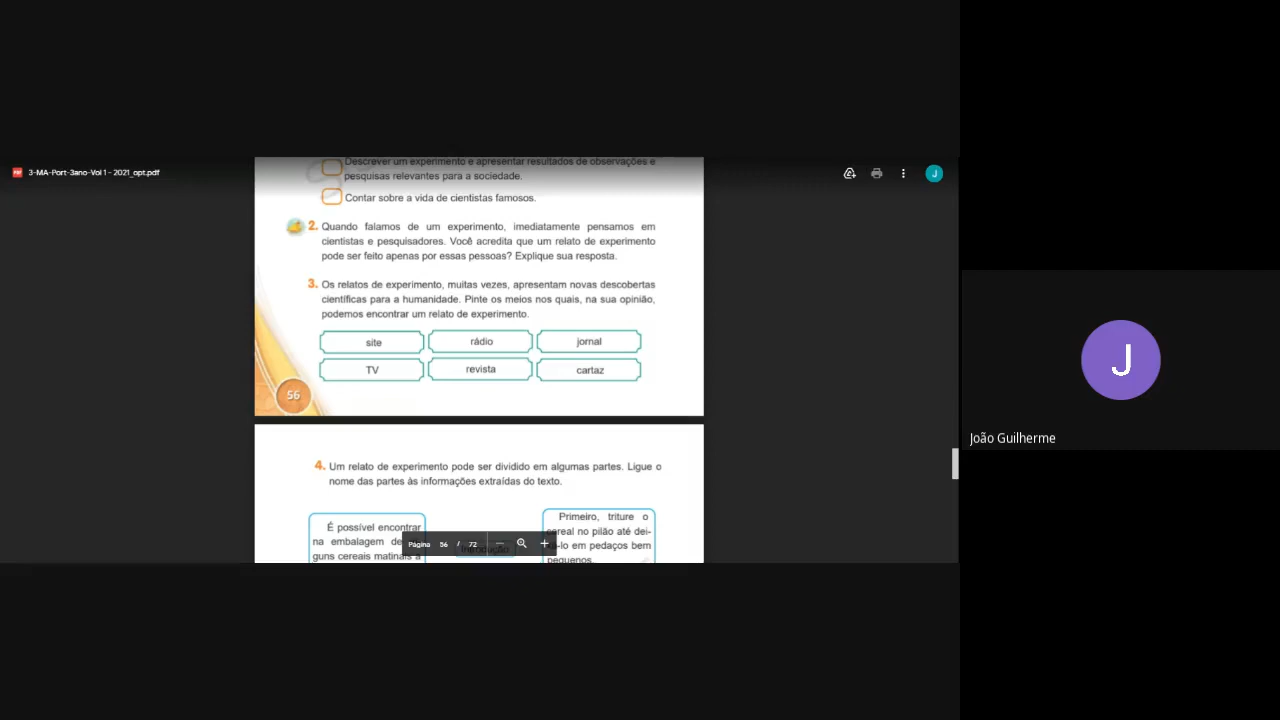 3-MA-Port-3ano-Vol 1 - 2021_opt.pdf
J
Descrever um experimento e apresentar resultados de observações e
pesquisas relevantes para a sociedade.
Contar sobre a vida de cientistas famosos.
2. Quando falamos de um experimento, imediatamente pensamos em
cientistas e pesquisadores. Você acredita que um relato de experimento
pode ser feito apenas por essas pessoas? Explique sua resposta.
3. Os relatos de experimento, muitas vezes, apresentam novas descobertas
científicas para a humanidade. Pinte os meios nos quais, na sua opinião,
podemos encontrar um relato de experimento.
site rádio jornal
TV revista cartaz
56
4. Um relato de experimento pode ser dividido em algumas partes. Ligue o
nome das partes às informações extraídas do texto.
É possível encontrar
na embalagem de
guns cereais matinais a
Introdução
Primeiro, triture o
cereal no pilão até dei-
-lo em pedaços bem
pequenos.
Página 56 / 72
J
João Guilherme